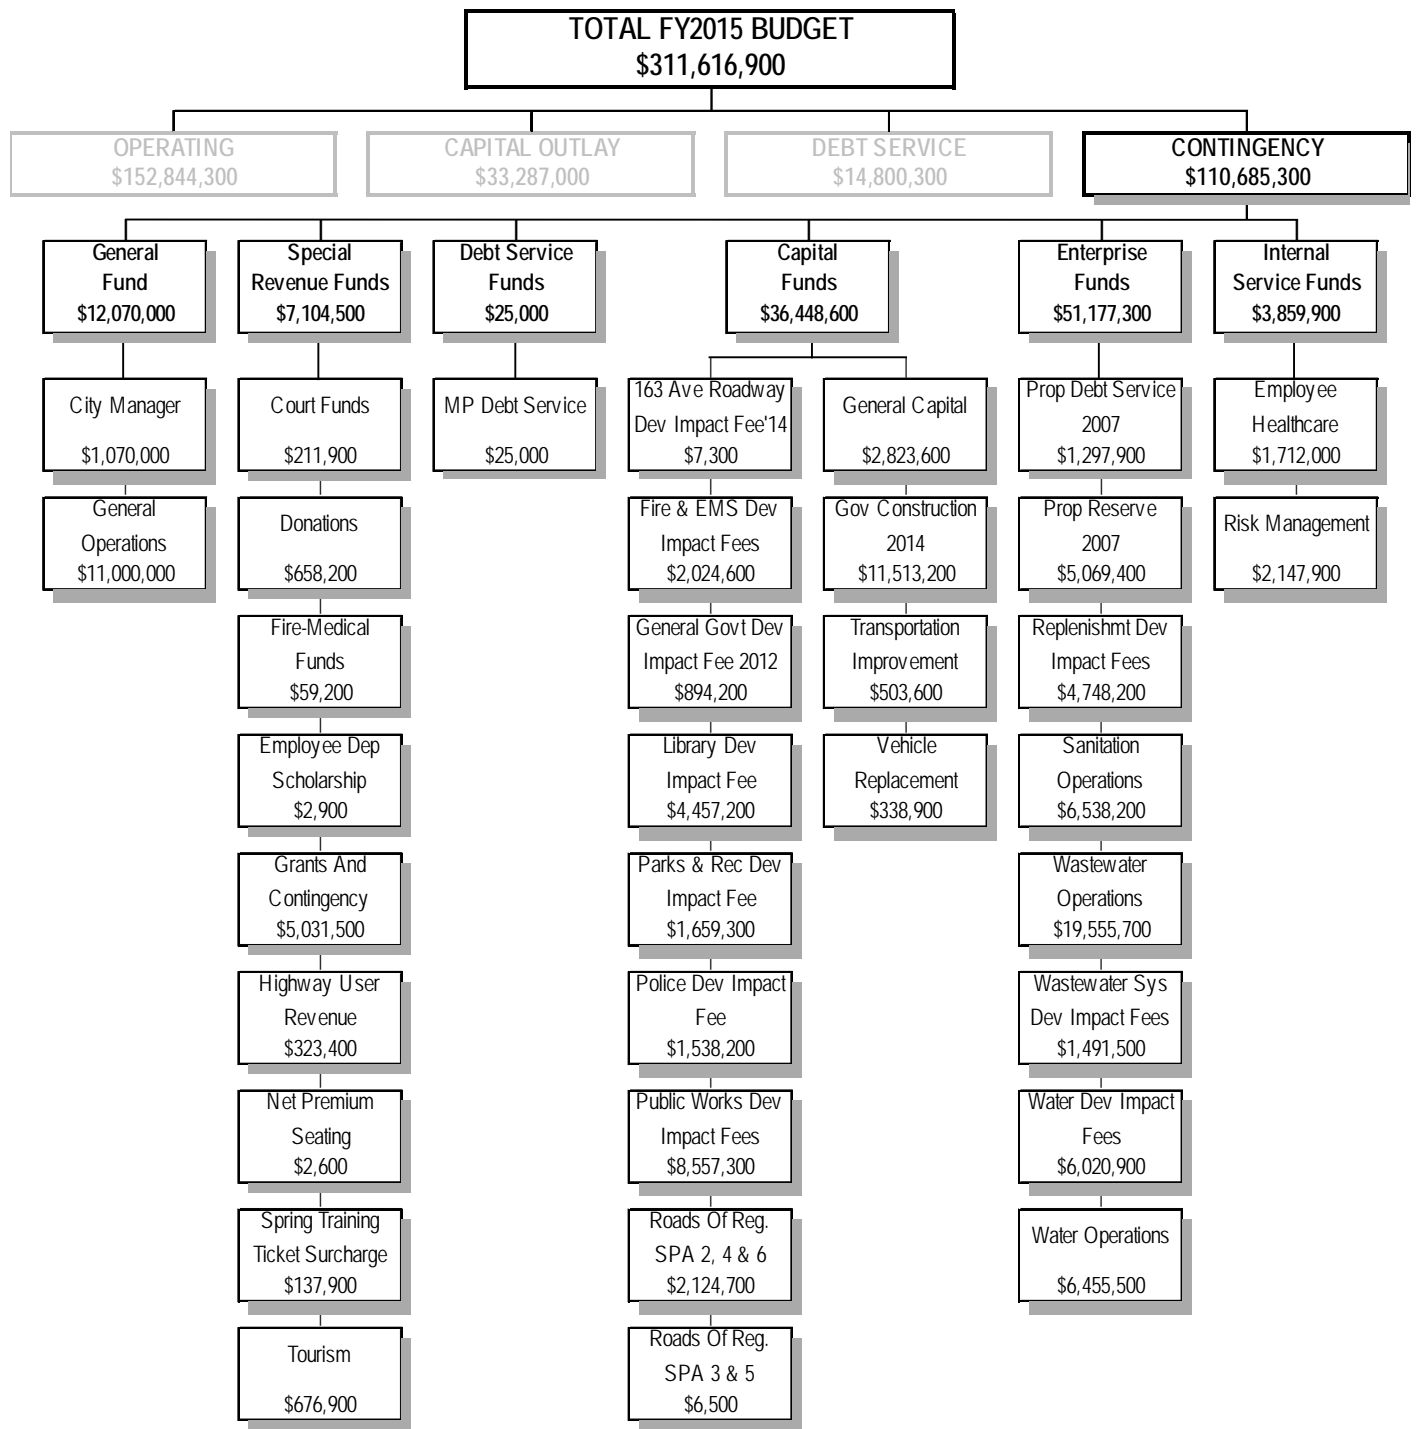 TOTAL FY2015 BUDGET
$311,616,900
OPERATING
$152,844,300
CAPITAL OUTLAY
$33,287,000
DEBT SERVICE
$14,800,300
CONTINGENCY
$110,685,300
General
Fund
$12,070,000
Special
Revenue Funds
$7,104,500
Debt Service
Funds
$25,000
Capital
Funds
$36,448,600
Enterprise
Funds
$51,177,300
Internal
Service Funds
$3,859,900
City Manager
$1,070,000
General
Operations
$11,000,000
Court Funds
$211,900
Donations
$658,200
Fire-Medical
Funds
$59,200
Employee Dep
Scholarship
$2,900
Grants And
Contingency
$5,031,500
Highway User
Revenue
$323,400
Net Premium
Seating
$2,600
Spring Training
Ticket Surcharge
$137,900
Tourism
$676,900
MP Debt Service
$25,000
163 Ave Roadway
Dev Impact Fee'14
$7,300
Fire & EMS Dev
Impact Fees
$2,024,600
General Govt Dev
Impact Fee 2012
$894,200
Library Dev
Impact Fee
$4,457,200
Parks & Rec Dev
Impact Fee
$1,659,300
Police Dev Impact
Fee
$1,538,200
Public Works Dev
Impact Fees
$8,557,300
Roads Of Reg.
SPA 2, 4 & 6
$2,124,700
Roads Of Reg.
SPA 3 & 5
$6,500
General Capital
$2,823,600
Gov Construction
2014
$11,513,200
Transportation
Improvement
$503,600
Vehicle
Replacement
$338,900
Prop Debt Service
2007
$1,297,900
Prop Reserve
2007
$5,069,400
Replenishmt Dev
Impact Fees
$4,748,200
Sanitation
Operations
$6,538,200
Wastewater
Operations
$19,555,700
Wastewater Sys
Dev Impact Fees
$1,491,500
Water Dev Impact
Fees
$6,020,900
Water Operations
$6,455,500
Employee
Healthcare
$1,712,000
Risk Management
$2,147,900